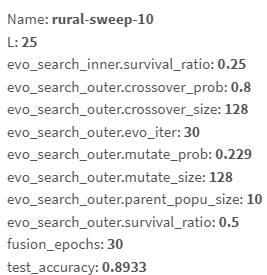 Name: rural-sweep-10
L: 25
evo_search_inner.survival_ratio: 0.25
evo_search_outer.crossover_prob: 0.8
evo_search_outer.crossover_size: 128
evo_search_outer.evo_iter: 30
evo_search_outer.mutate_prob: 0.229
evo_search_outer.mutate_size: 128
evo_search_outer.parent_popu_size: 10
evo_search_outer.survival_ratio: 0.5
fusion_epochs: 30
test_accuracy: 0.8933